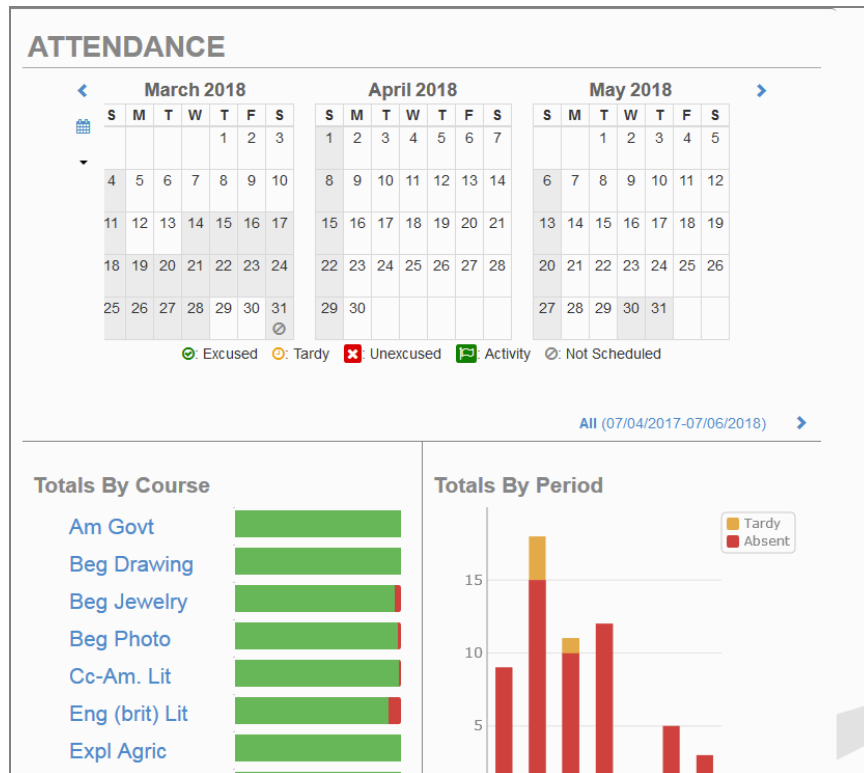 ATTENDANCE
March 2018 April 2018 May 2018
S M T W T F S S M T W T F S S M T W T F S
1 2 3 1 2 3 4 5 6 7 1 2 3 4 5
4 5 6 7 8 9 10 8 9 10 11 12 13 14 6 7 8 9 10 11 12
11 12 13 14 15 16 17 15 16 17 18 19 20 21 13 14 15 16 17 18 19
18 19 20 21 22 23 24 22 23 24 25 26 27 28 20 21 22 23 24 25 26
25 26 27 28 29 30 31 29 30 27 28 29 30 31
: Excused : Tardy : Unexcused : Activity : Not Scheduled
All (07/04/2017-07/06/2018)
Totals By Course
Am Govt
Beg Drawing
Beg Jewelry
Beg Photo
Cc-Am. Lit
Eng (brit) Lit
Expl Agric
Totals By Period
Tardy
Absent
15
10
5